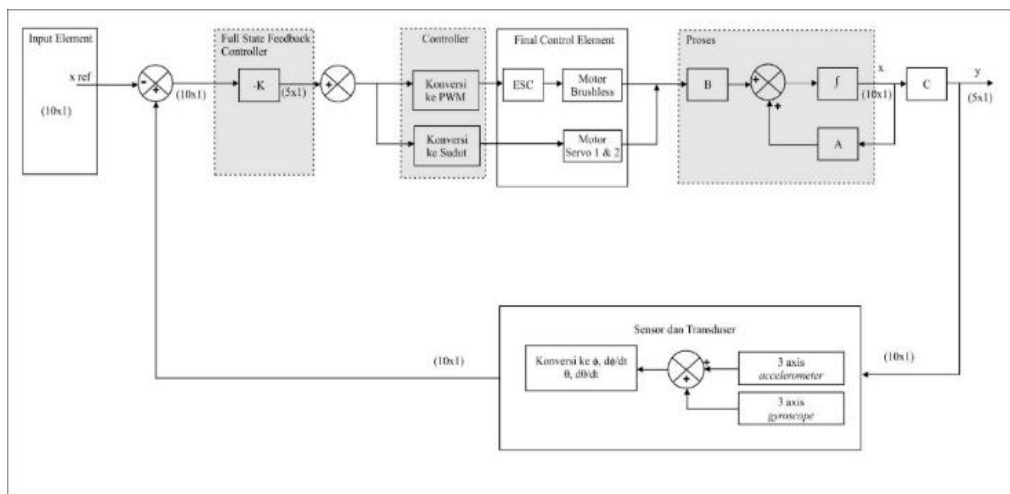 Input Element
x ref
(10x1)
-
+
(10x1)
Full State Feedback
Controller
-K
(5x1)
+
Controller
Konversi
ke PWM
Konversi
ke Sudut
Final Control Element
ESC
Motor
Brushless
Motor
Servo 1 & 2
Proses
B
+
+
∫
x
(10x1)
A
C
y
(5x1)
Sensor dan Transduser
(10x1)
(10x1)
Konversi ke ϕ, dϕ/dt
θ, dθ/dt
+
+
3 axis
accelerometer
3 axis
gyroscope